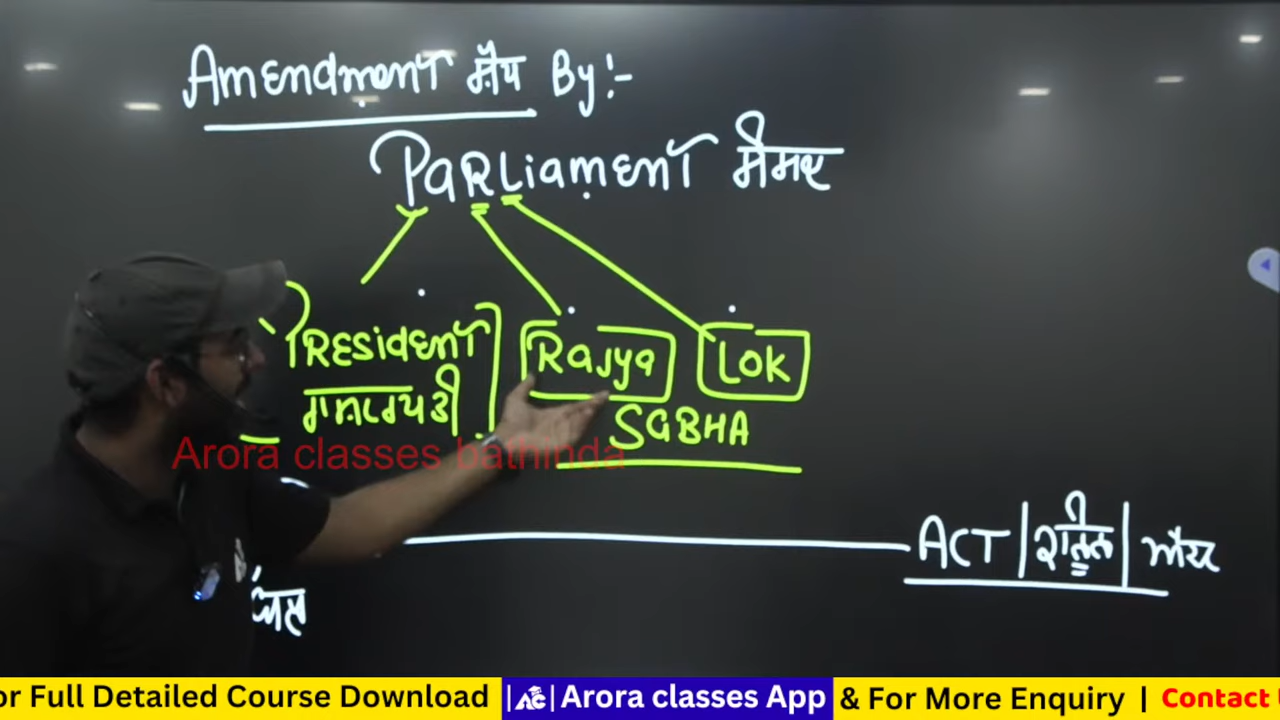 Amendment ਸੋਧ By:-
PaRLiament ਸੰਸਦ
PREsident Rajya Lok
ਰਾਸ਼ਟਰਪਤੀ SaBHA
Arora classes bathinda
ACT | ਕਾਨੂੰਨ | ਐਕਟ
ਬਿਲ
or Full Detailed Course Download |AC| Arora classes App & For More Enquiry | Contact